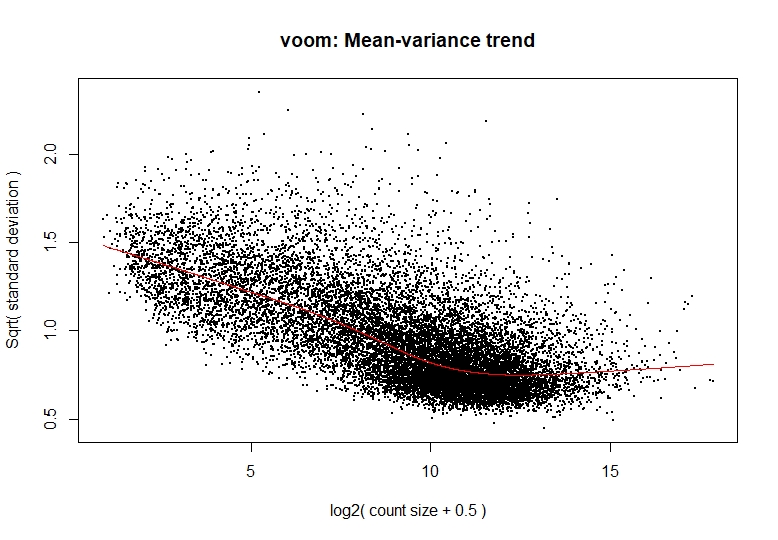 voom: Mean-variance trend
Sqrt( standard deviation )
2.0
1.5
1.0
0.5
5 10 15
log2( count size + 0.5 )